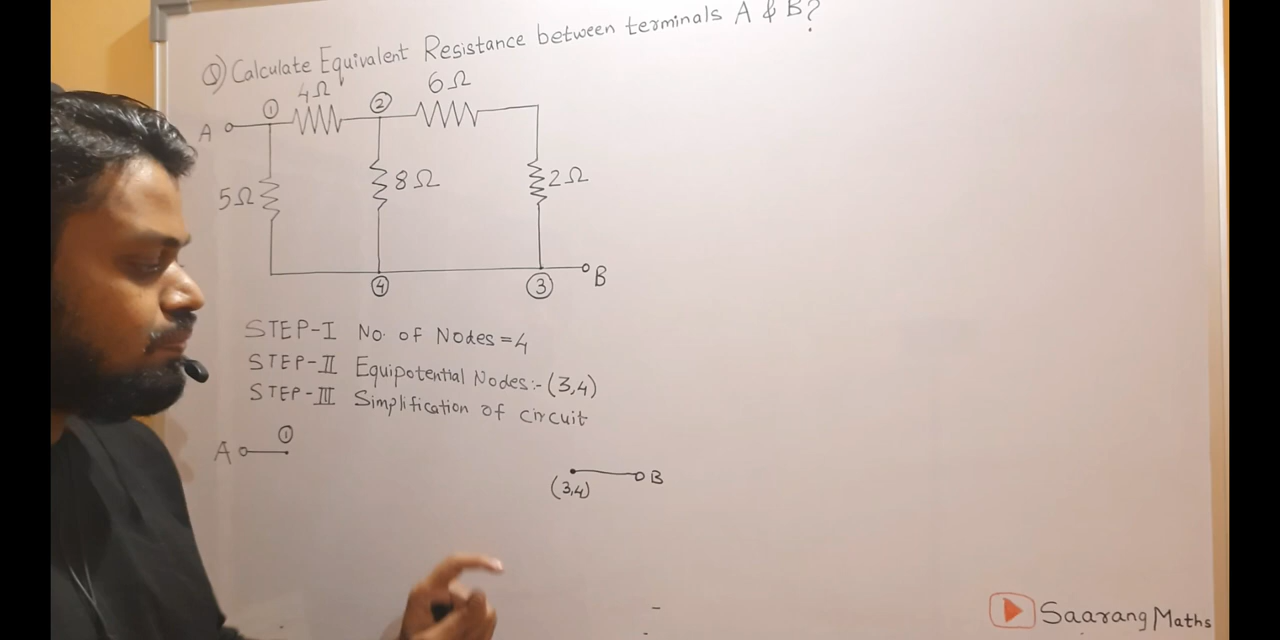 Q) Calculate Equivalent Resistance between terminals A & B?
4Ω
6Ω
①
②
A
5Ω
8Ω
2Ω
B
④
③
STEP-I No. of Nodes = 4
STEP-II Equipotential Nodes:- (3,4)
STEP-III Simplification of circuit
①
A
B
(3,4)
Saarang Maths